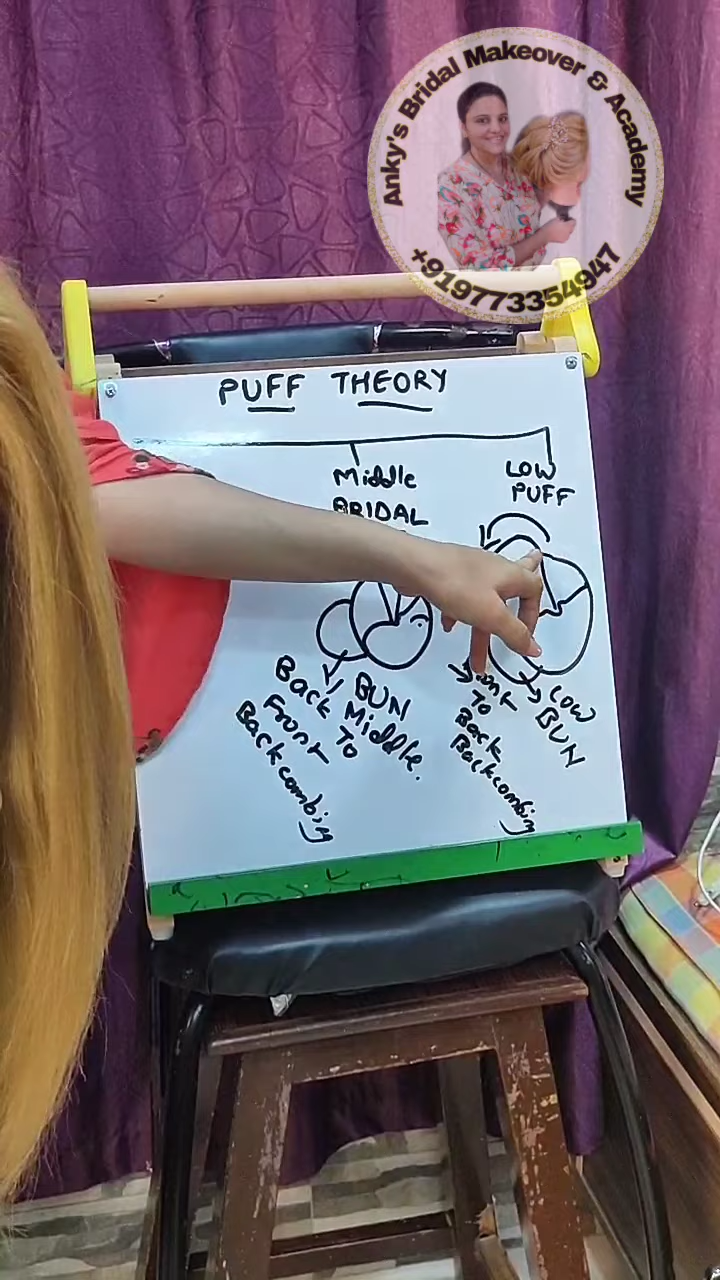 Anky's Bridal Makeover & Academy
+919773354947
PUFF THEORY
Middle
BRIDAL
LOW
PUFF
BUN
Middle.
Back
Back To
Front
Backcombing
To
Back
Backcombing
LOW
BUN